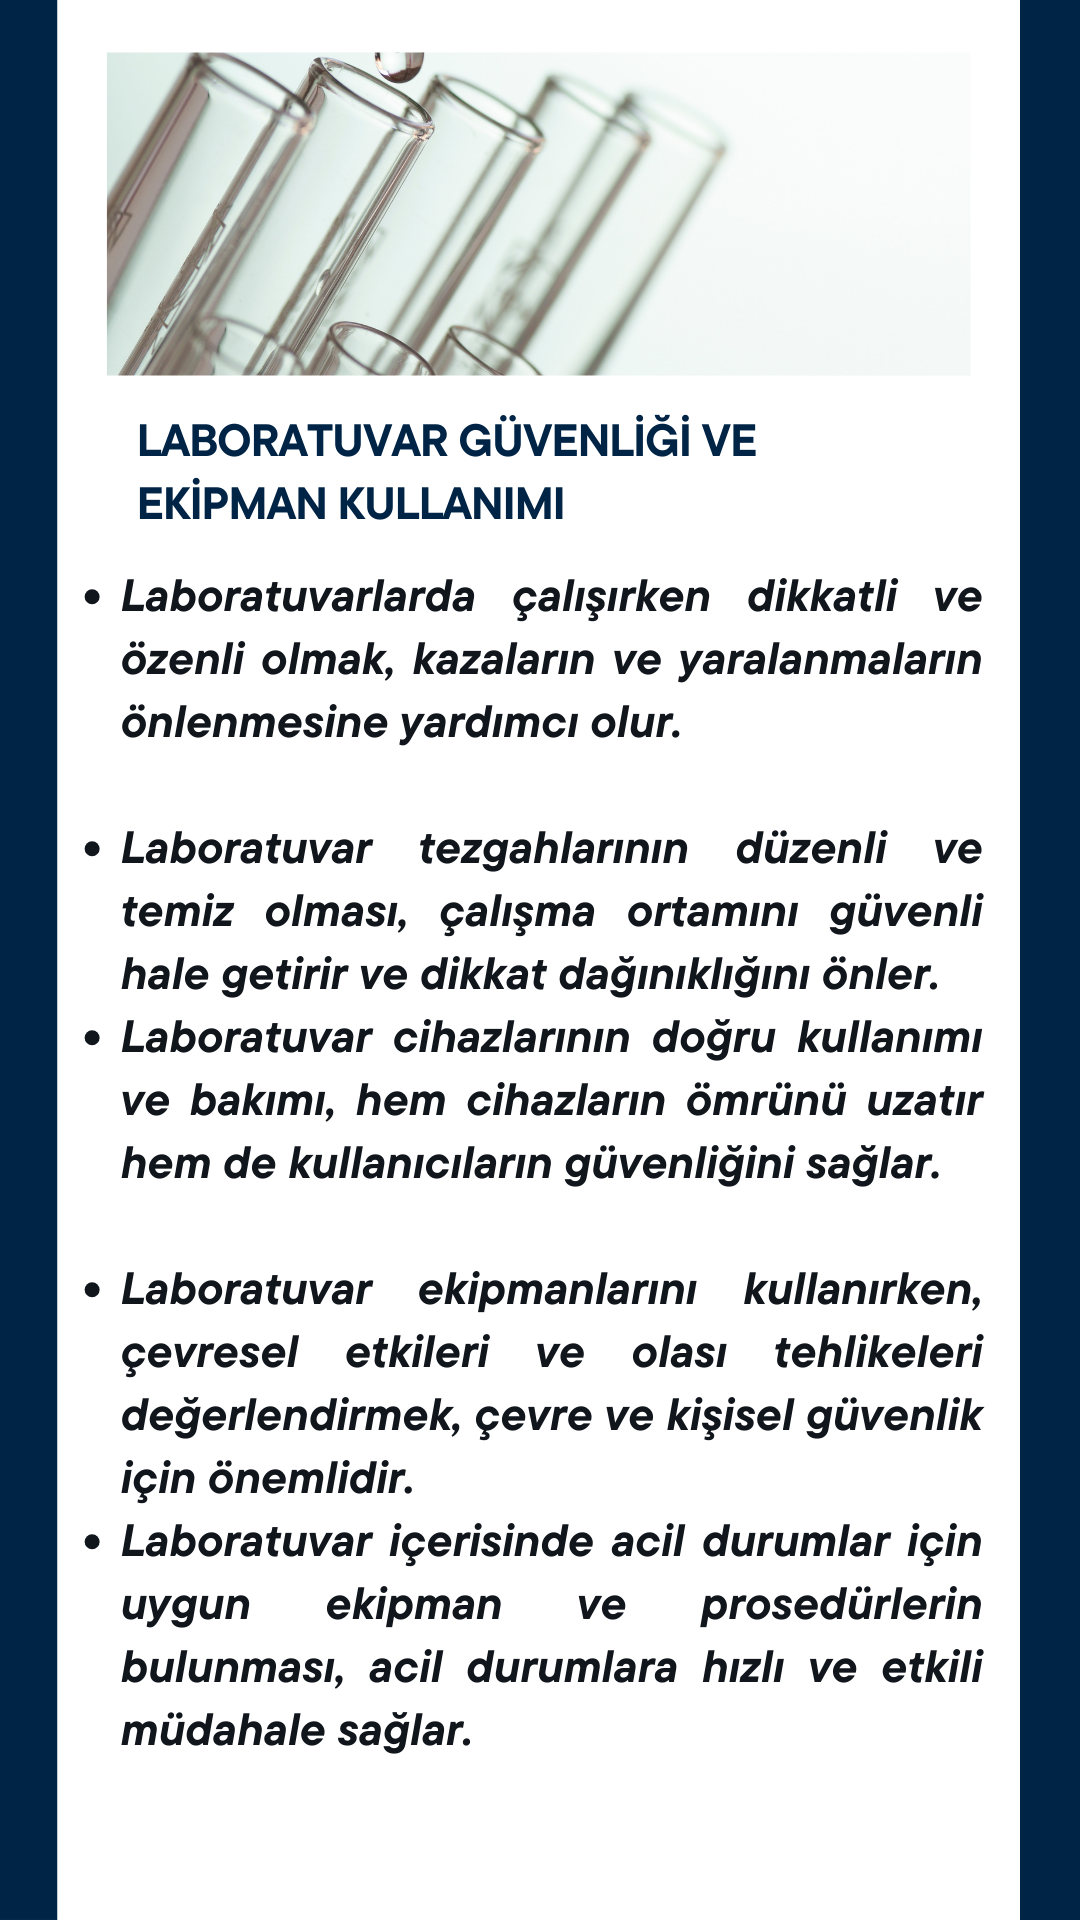 LABORATUVAR GÜVENLİĞİ VE
EKİPMAN KULLANIMI
• Laboratuvarlarda çalışırken dikkatli ve
özenli olmak, kazaların ve yaralanmaların
önlenmesine yardımcı olur.
• Laboratuvar tezgahlarının düzenli ve
temiz olması, çalışma ortamını güvenli
hale getirir ve dikkat dağınıklığını önler.
• Laboratuvar cihazlarının doğru kullanımı
ve bakımı, hem cihazların ömrünü uzatır
hem de kullanıcıların güvenliğini sağlar.
• Laboratuvar ekipmanlarını kullanırken,
çevresel etkileri ve olası tehlikeleri
değerlendirmek, çevre ve kişisel güvenlik
için önemlidir.
• Laboratuvar içerisinde acil durumlar için
uygun ekipman ve prosedürlerin
bulunması, acil durumlara hızlı ve etkili
müdahale sağlar.